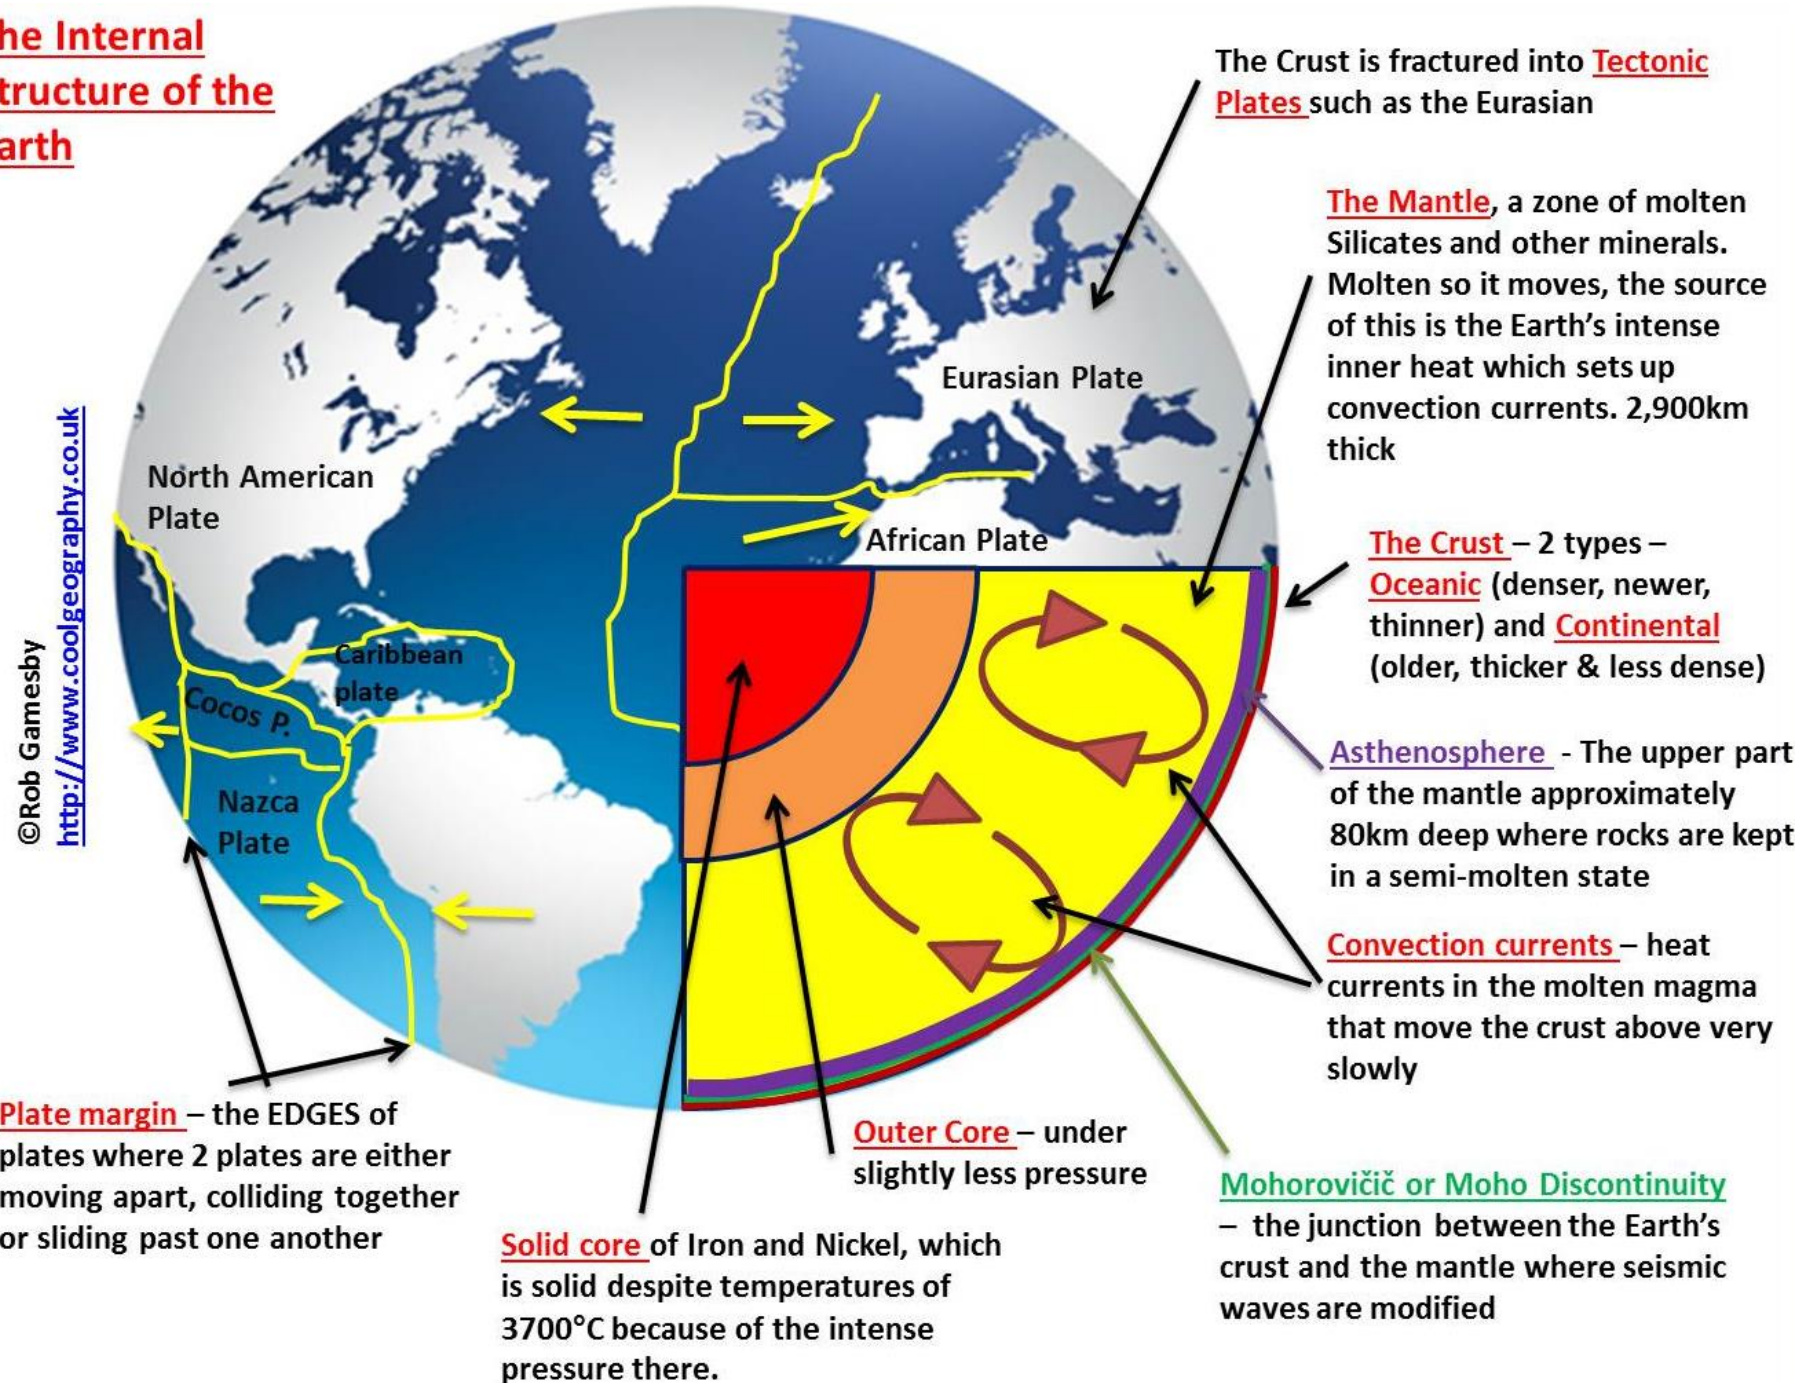 he Internal
tructure of the
arth
The Crust is fractured into Tectonic
Plates such as the Eurasian
The Mantle, a zone of molten
Silicates and other minerals.
Molten so it moves, the source
of this is the Earth's intense
inner heat which sets up
convection currents. 2,900km
thick
Eurasian Plate
North American
Plate
African Plate
The Crust – 2 types –
Oceanic (denser, newer,
thinner) and Continental
(older, thicker & less dense)
Caribbean
plate
Cocos P.
Nazca
Plate
©Rob Gamesby
http://www.coolgeography.co.uk
Asthenosphere - The upper part
of the mantle approximately
80km deep where rocks are kept
in a semi-molten state
Convection currents – heat
currents in the molten magma
that move the crust above very
slowly
Plate margin – the EDGES of
plates where 2 plates are either
moving apart, colliding together
or sliding past one another
Outer Core – under
slightly less pressure
Solid core of Iron and Nickel, which
is solid despite temperatures of
3700°C because of the intense
pressure there.
Mohorovičič or Moho Discontinuity
– the junction between the Earth's
crust and the mantle where seismic
waves are modified